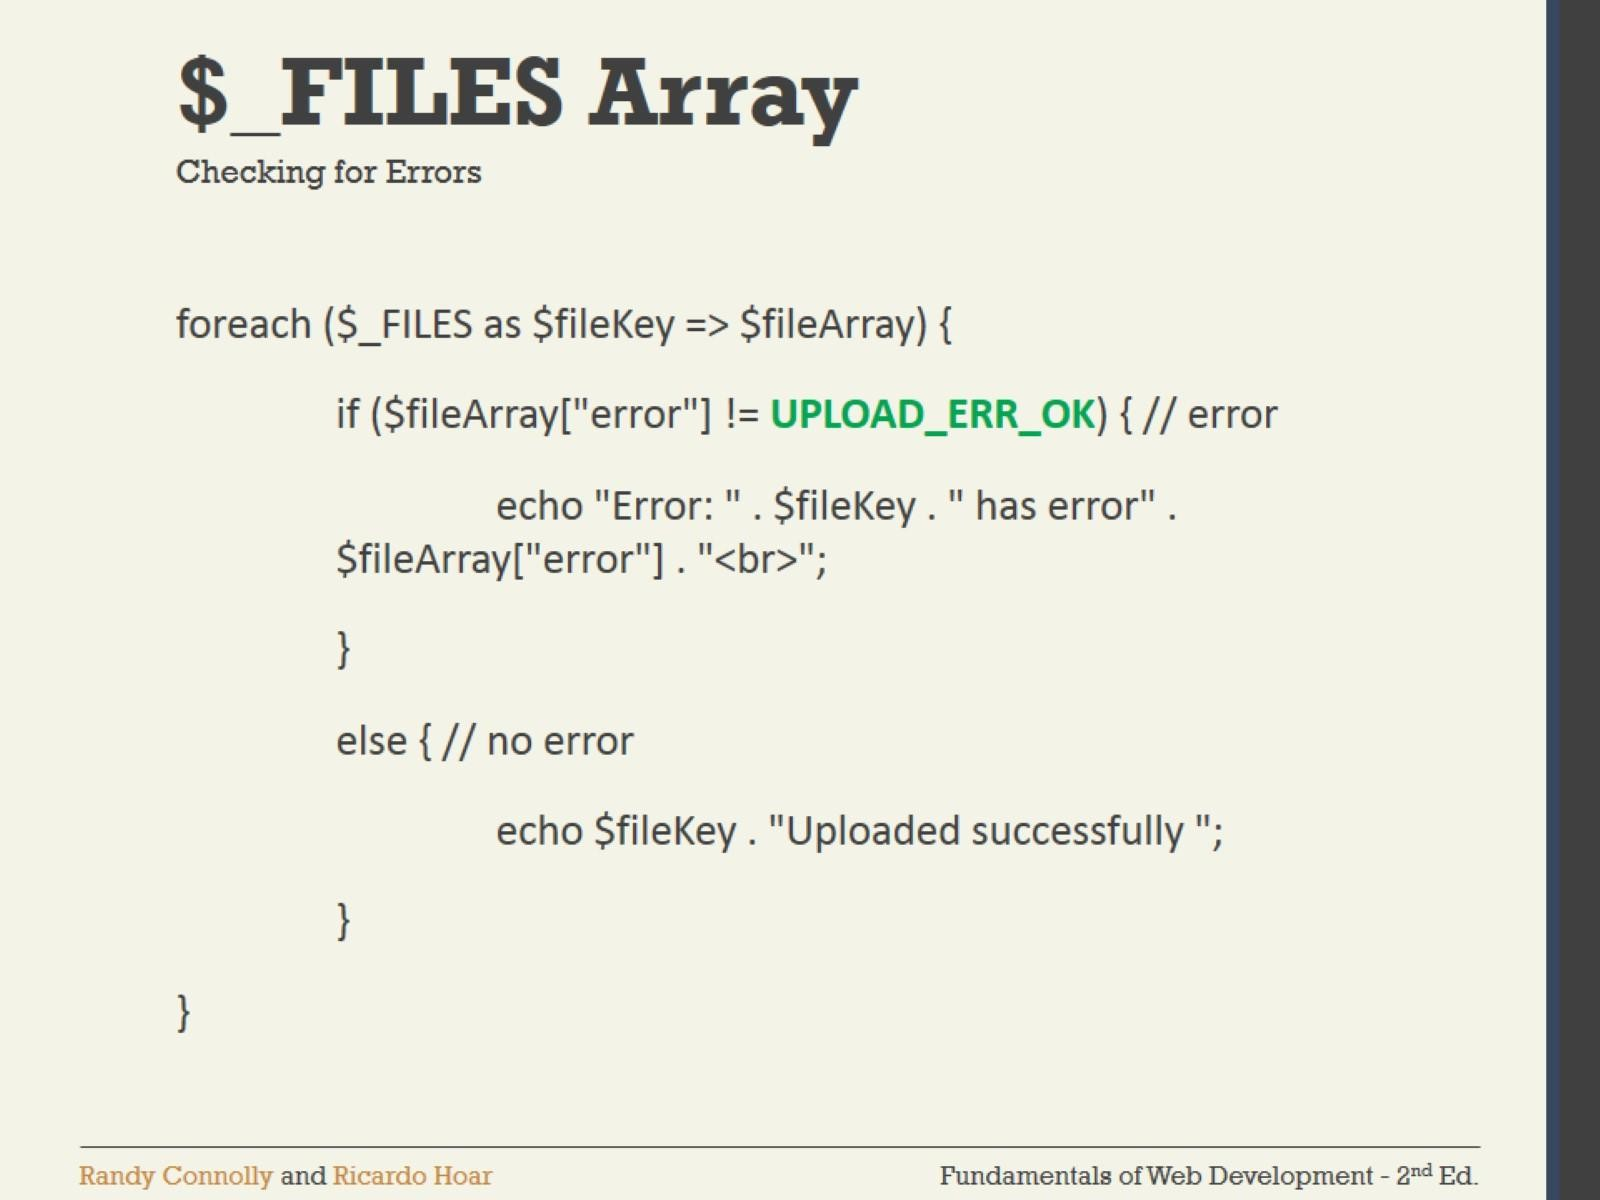 $_FILES Array
Checking for Errors
foreach ($_FILES as $fileKey => $fileArray) {
if ($fileArray["error"] != UPLOAD_ERR_OK) { // error
echo "Error: " . $fileKey . " has error" .
$fileArray["error"] . "<br>";
}
else { // no error
echo $fileKey . "Uploaded successfully ";
}
}
Randy Connolly and Ricardo Hoar
Fundamentals of Web Development - 2nd Ed.